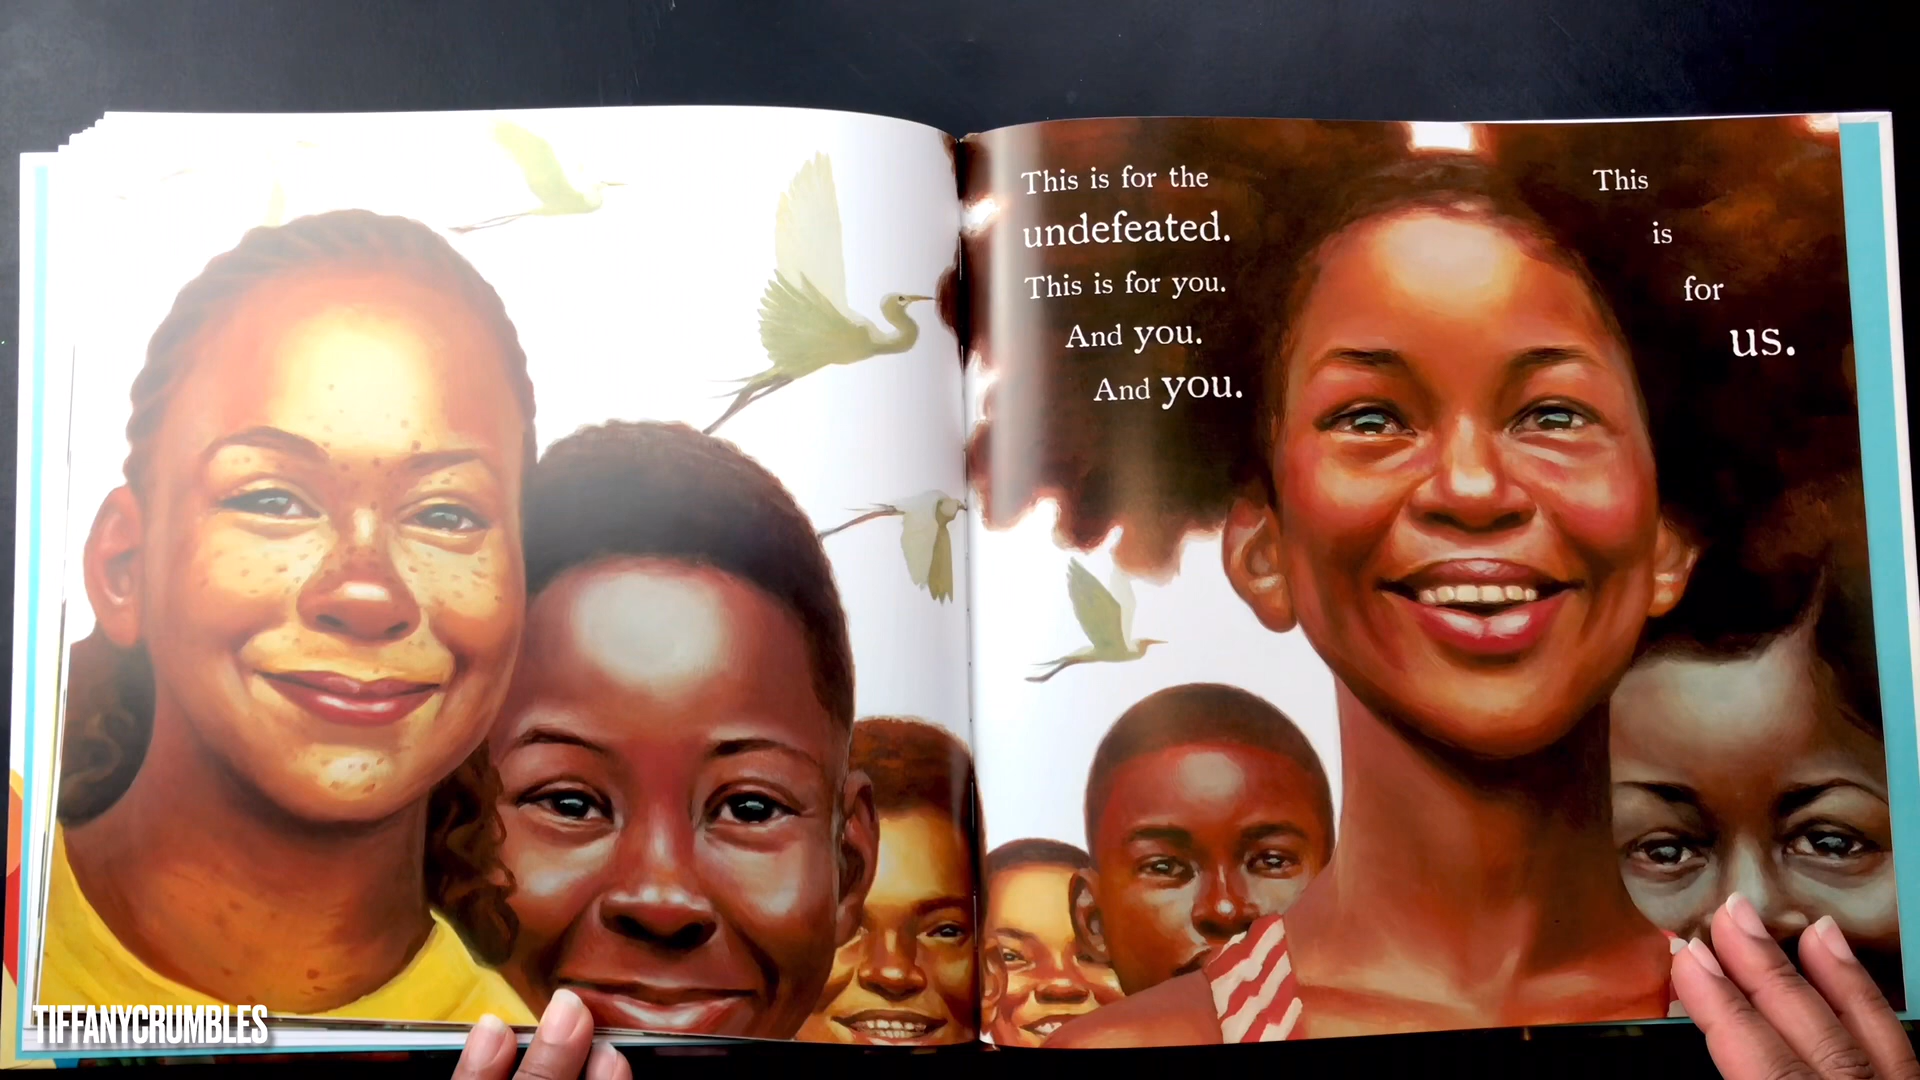 This is for the
undefeated.
This is for you.
And you.
And you.
This
is
for
us.
TIFFANYCRUMBLES